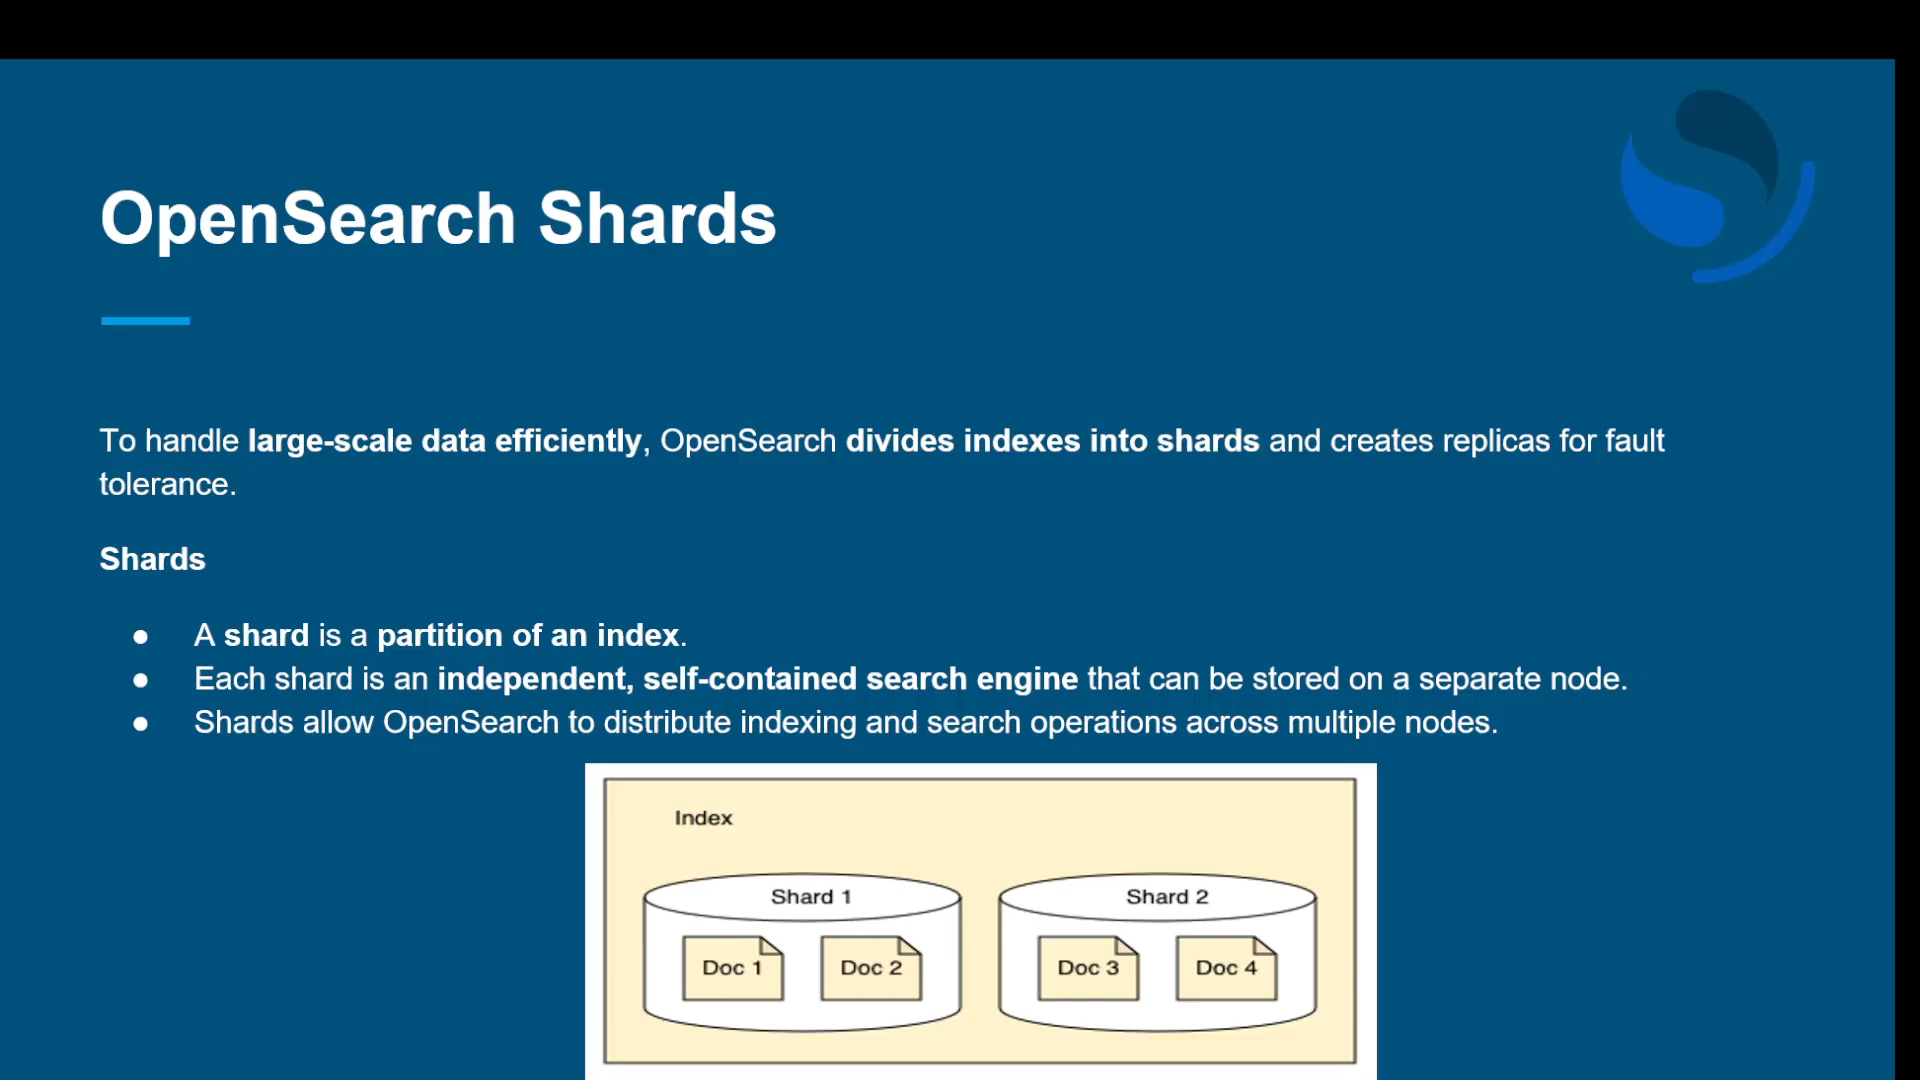 OpenSearch Shards
To handle large-scale data efficiently, OpenSearch divides indexes into shards and creates replicas for fault
tolerance.
Shards
● A shard is a partition of an index.
● Each shard is an independent, self-contained search engine that can be stored on a separate node.
● Shards allow OpenSearch to distribute indexing and search operations across multiple nodes.
Index
Shard 1
Shard 2
Doc 1
Doc 2
Doc 3
Doc 4